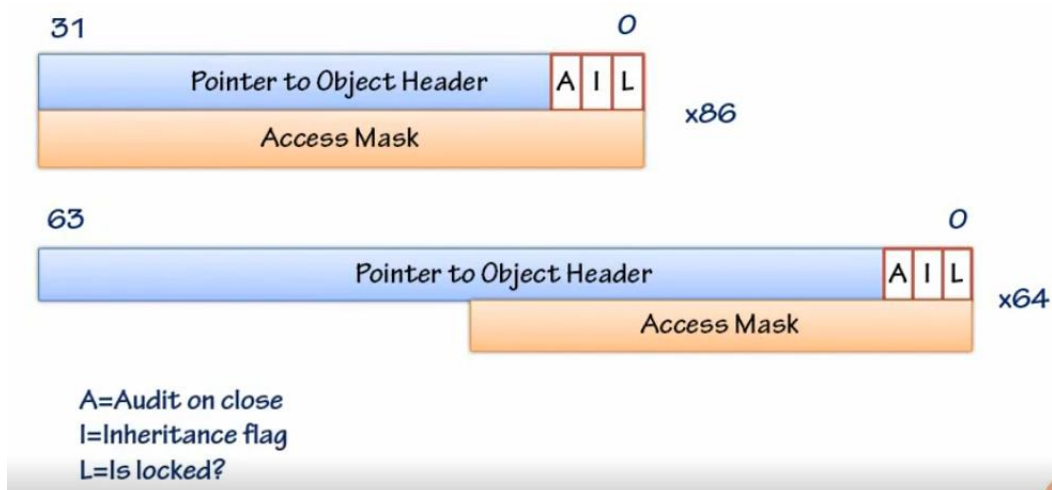 31 0
Pointer to Object Header A I L
x86
Access Mask
63 0
Pointer to Object Header A I L
x64
Access Mask
A=Audit on close
I=Inheritance flag
L=Is locked?